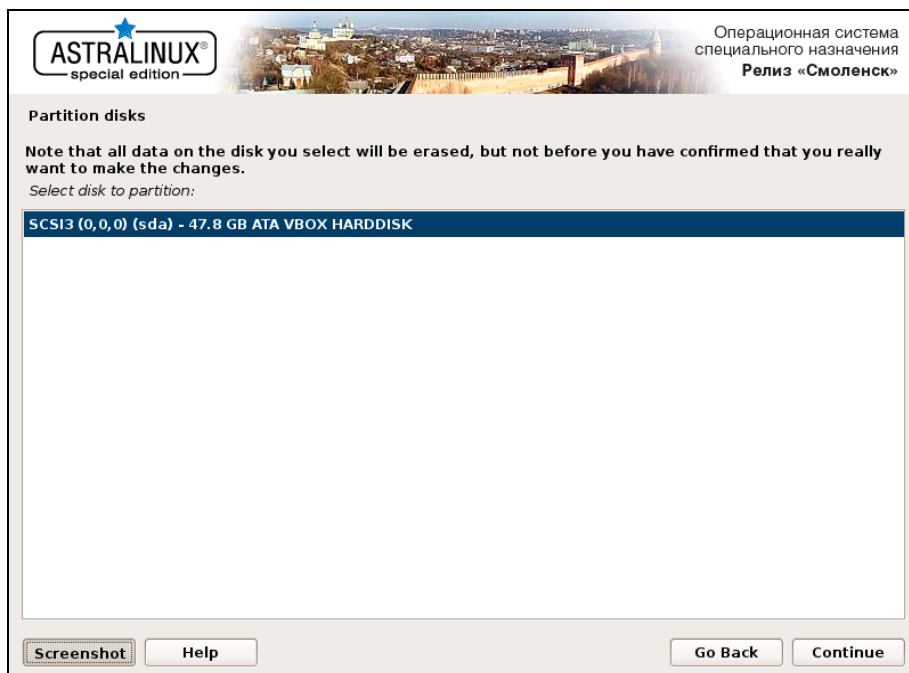 ASTRALINUX®
special edition
Операционная система
специального назначения
Релиз «Смоленск»
Partition disks
Note that all data on the disk you select will be erased, but not before you have confirmed that you really
want to make the changes.
Select disk to partition:
SCSI3 (0,0,0) (sda) - 47.8 GB ATA VBOX HARDDISK
Screenshot
Help
Go Back
Continue